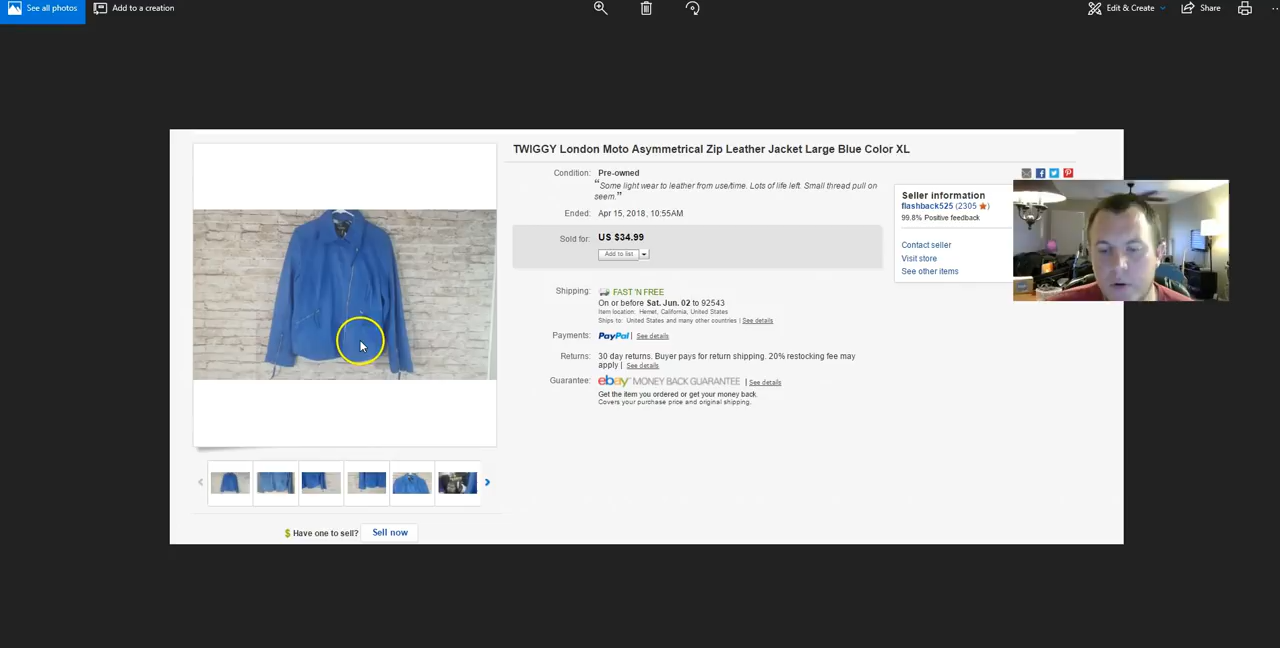 See all photos
Add to a creation
Edit & Create
Share
TWIGGY London Moto Asymmetrical Zip Leather Jacket Large Blue Color XL
Condition: Pre-owned
“Some light wear to leather from use/time. Lots of life left. Small thread pull on
seem.”
Ended: Apr 15, 2018, 10:55AM
Sold for: US $34.99
Add to list
Shipping: FAST 'N FREE
On or before Sat. Jun. 02 to 92543
Item location: Hemet, California, United States
Ships to: United States and many other countries | See details
Payments: PayPal | See details
Returns: 30 day returns. Buyer pays for return shipping. 20% restocking fee may
apply | See details
Guarantee: ebay MONEY BACK GUARANTEE | See details
Get the item you ordered or get your money back.
Covers your purchase price and original shipping.
Seller information
flashback525 (2305 ★)
99.8% Positive feedback
Contact seller
Visit store
See other items
$ Have one to sell? Sell now